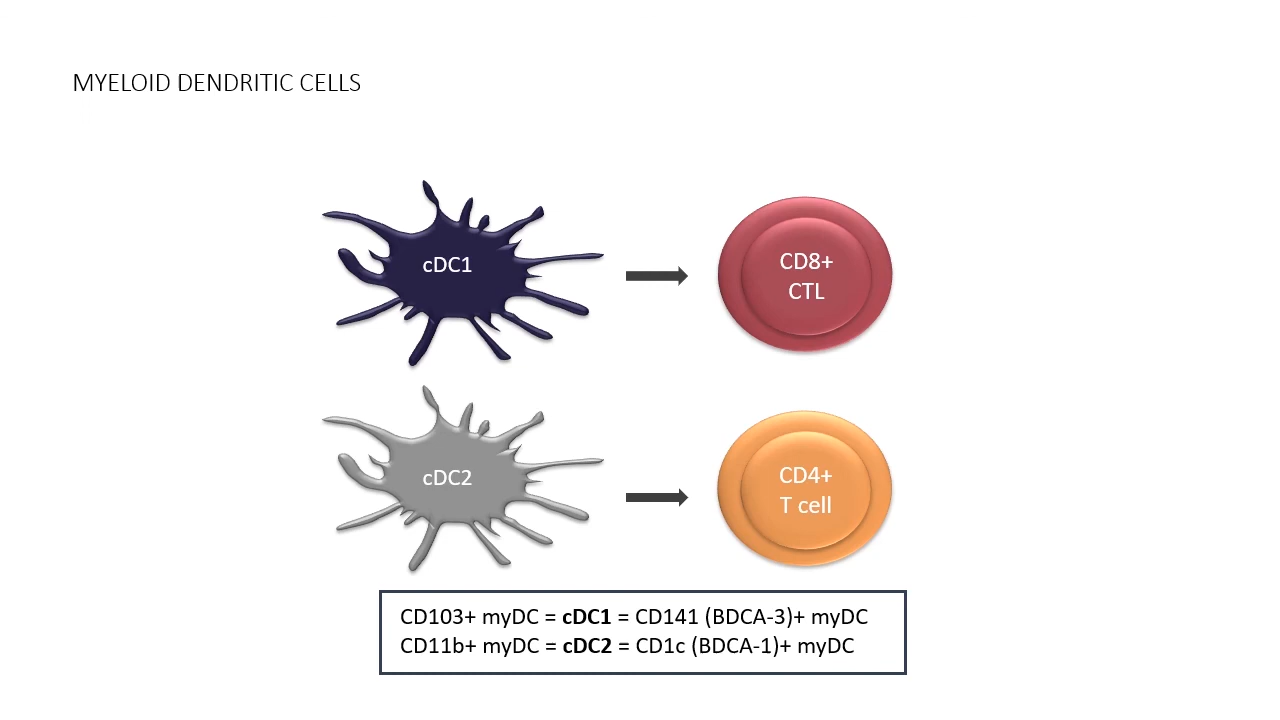 MYELOID DENDRITIC CELLS
cDC1
CD8+
CTL
cDC2
CD4+
T cell
CD103+ myDC = cDC1 = CD141 (BDCA-3)+ myDC
CD11b+ myDC = cDC2 = CD1c (BDCA-1)+ myDC